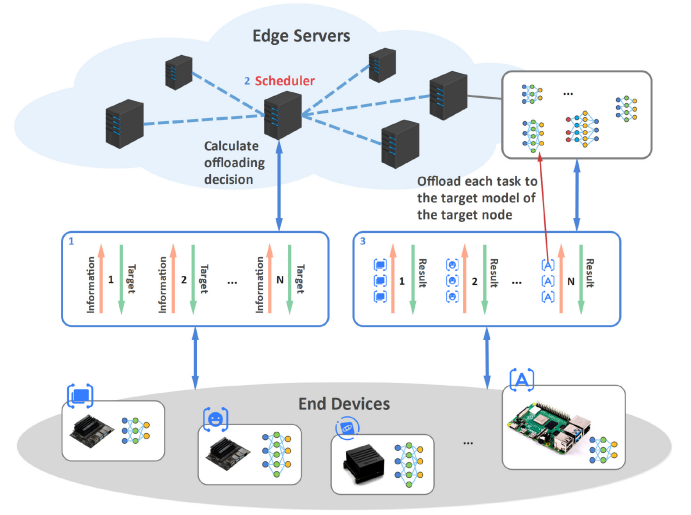 Edge Servers
2 Scheduler
...
Calculate
offloading
decision
Offload each task to
the target model of
the target node
1
Information
1
Target
Information
2
Target
...
Information
N
Target
3
1
Result
2
Result
...
A
A
A
N
Result
A
End Devices
...